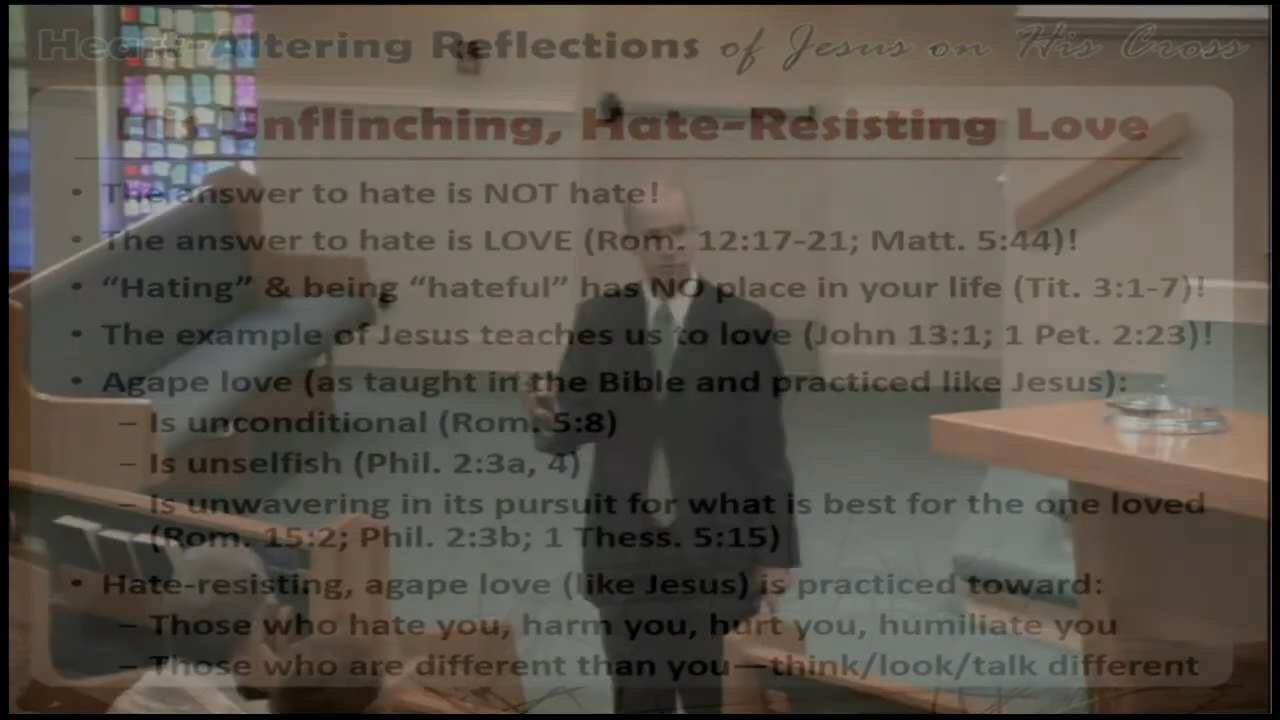 Heart-Altering Reflections of Jesus on His Cross
His Unflinching, Hate-Resisting Love
• The answer to hate is NOT hate!
• The answer to hate is LOVE (Rom. 12:17-21; Matt. 5:44)!
• “Hating” & being “hateful” has NO place in your life (Tit. 3:1-7)!
• The example of Jesus teaches us to love (John 13:1; 1 Pet. 2:23)!
• Agape love (as taught in the Bible and practiced like Jesus):
– Is unconditional (Rom. 5:8)
– Is unselfish (Phil. 2:3a, 4)
– Is unwavering in its pursuit for what is best for the one loved
(Rom. 15:2; Phil. 2:3b; 1 Thess. 5:15)
• Hate-resisting, agape love (like Jesus) is practiced toward:
– Those who hate you, harm you, hurt you, humiliate you
– Those who are different than you—think/look/talk different